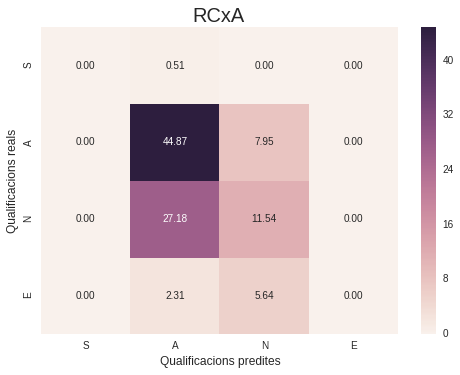 RCxA
S 0.00 0.51 0.00 0.00
A 0.00 44.87 7.95 0.00
N 0.00 27.18 11.54 0.00
E 0.00 2.31 5.64 0.00
S A N E
Qualificacions predites
Qualificacions reals
40
32
24
16
8
0